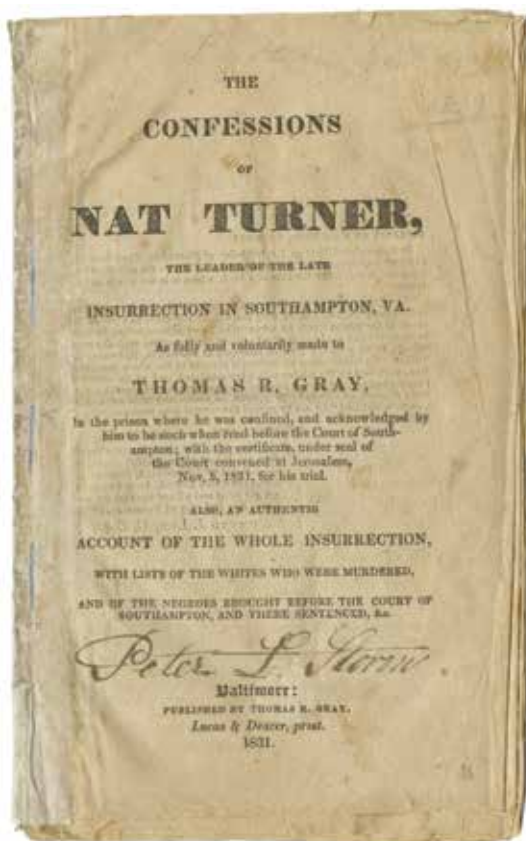 THE
CONFESSIONS
OF
NAT TURNER,
THE LEADER OF THE LATE
INSURRECTION IN SOUTHAMPTON, VA.
As fully and voluntarily made to
THOMAS R. GRAY,
In the prison where he was confined, and acknowledged by
him to be such when read before the Court of South-
ampton; with the certificate, under seal of
the Court convened at Jerusalem,
Nov. 5, 1831, for his trial.
ALSO, AN AUTHENTIC
ACCOUNT OF THE WHOLE INSURRECTION,
WITH LISTS OF THE WHITES WHO WERE MURDERED,
AND OF THE NEGROES BROUGHT BEFORE THE COURT OF
SOUTHAMPTON, AND THERE SENTENCED, &c.
Peter L.
Baltimore:
PUBLISHED BY THOMAS R. GRAY.
Lucas & Deaver, print.
1831.